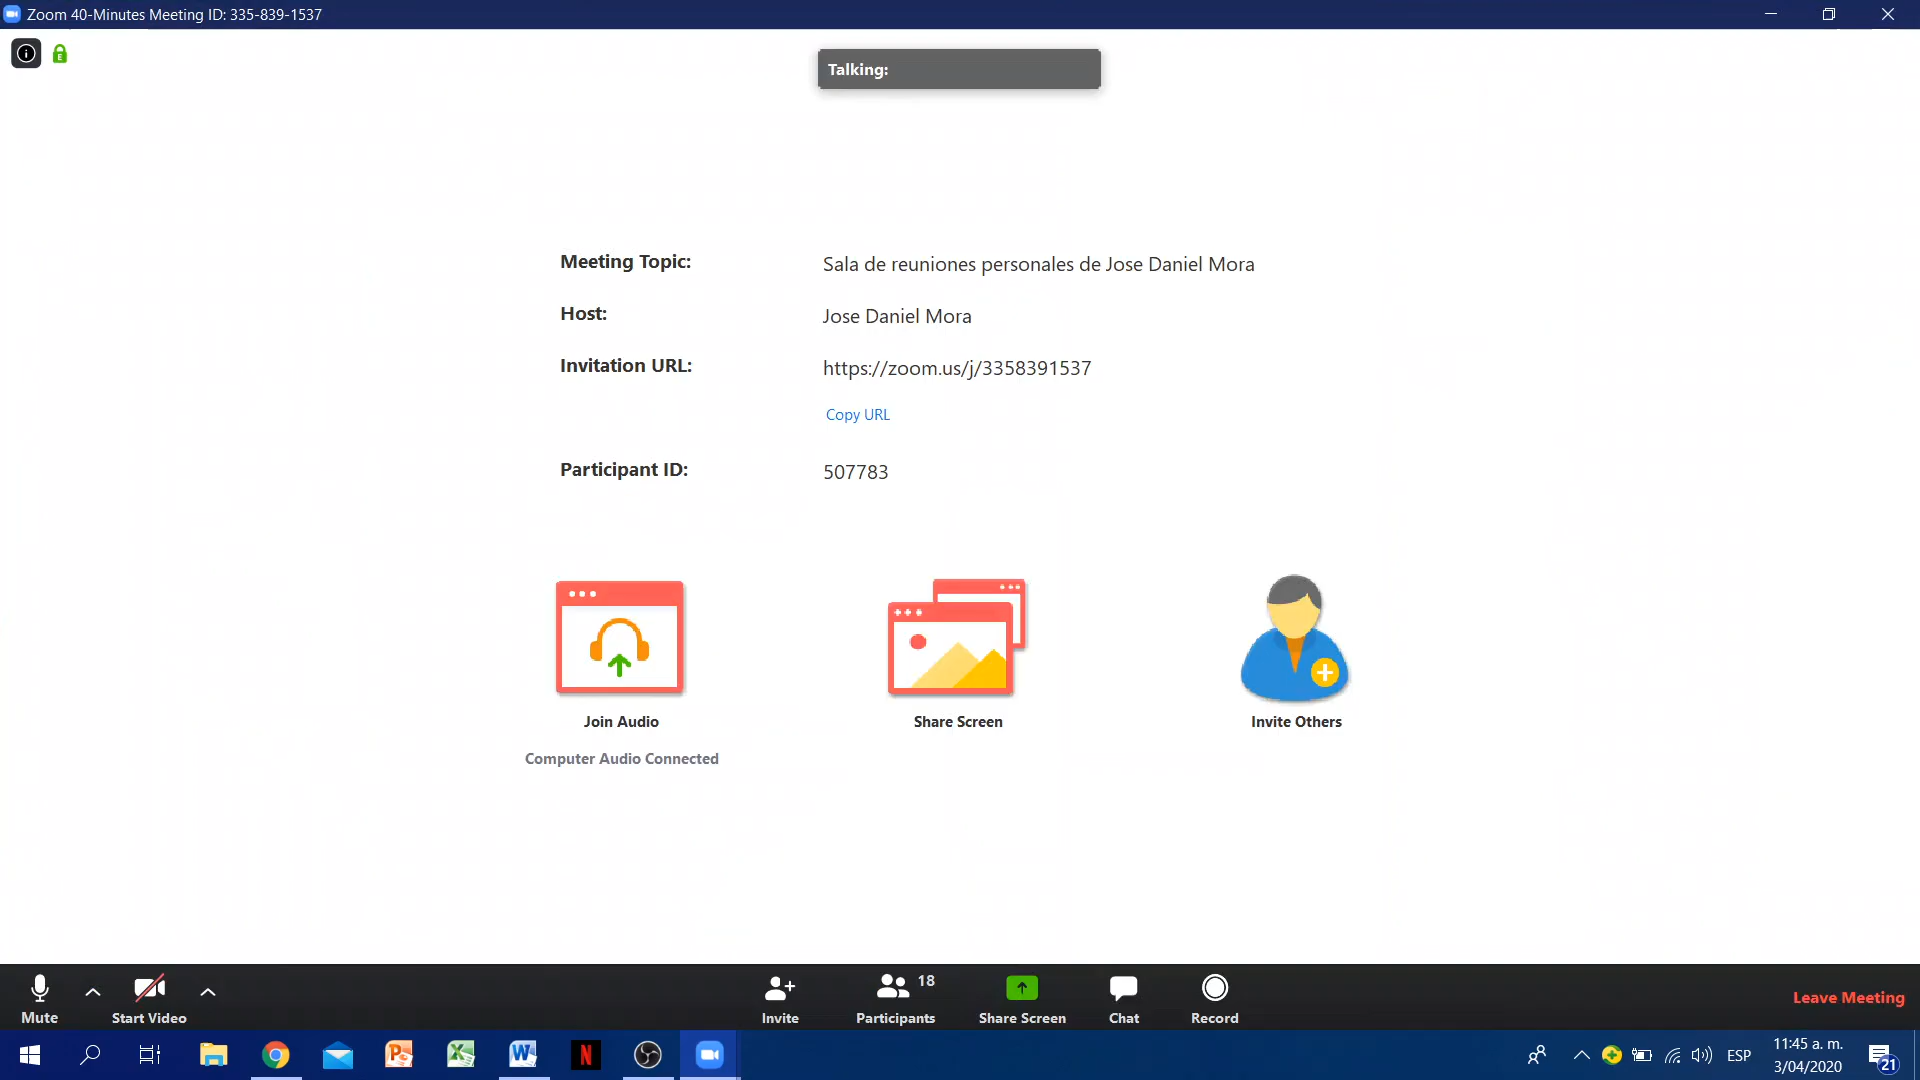 Zoom 40-Minutes Meeting ID: 335-839-1537
Talking:
Meeting Topic: Sala de reuniones personales de Jose Daniel Mora
Host: Jose Daniel Mora
Invitation URL: https://zoom.us/j/3358391537
Copy URL
Participant ID: 507783
Join Audio Share Screen Invite Others
Computer Audio Connected
18
Mute Start Video Invite Participants Share Screen Chat Record Leave Meeting
ESP 11:45 a. m.
3/04/2020 21